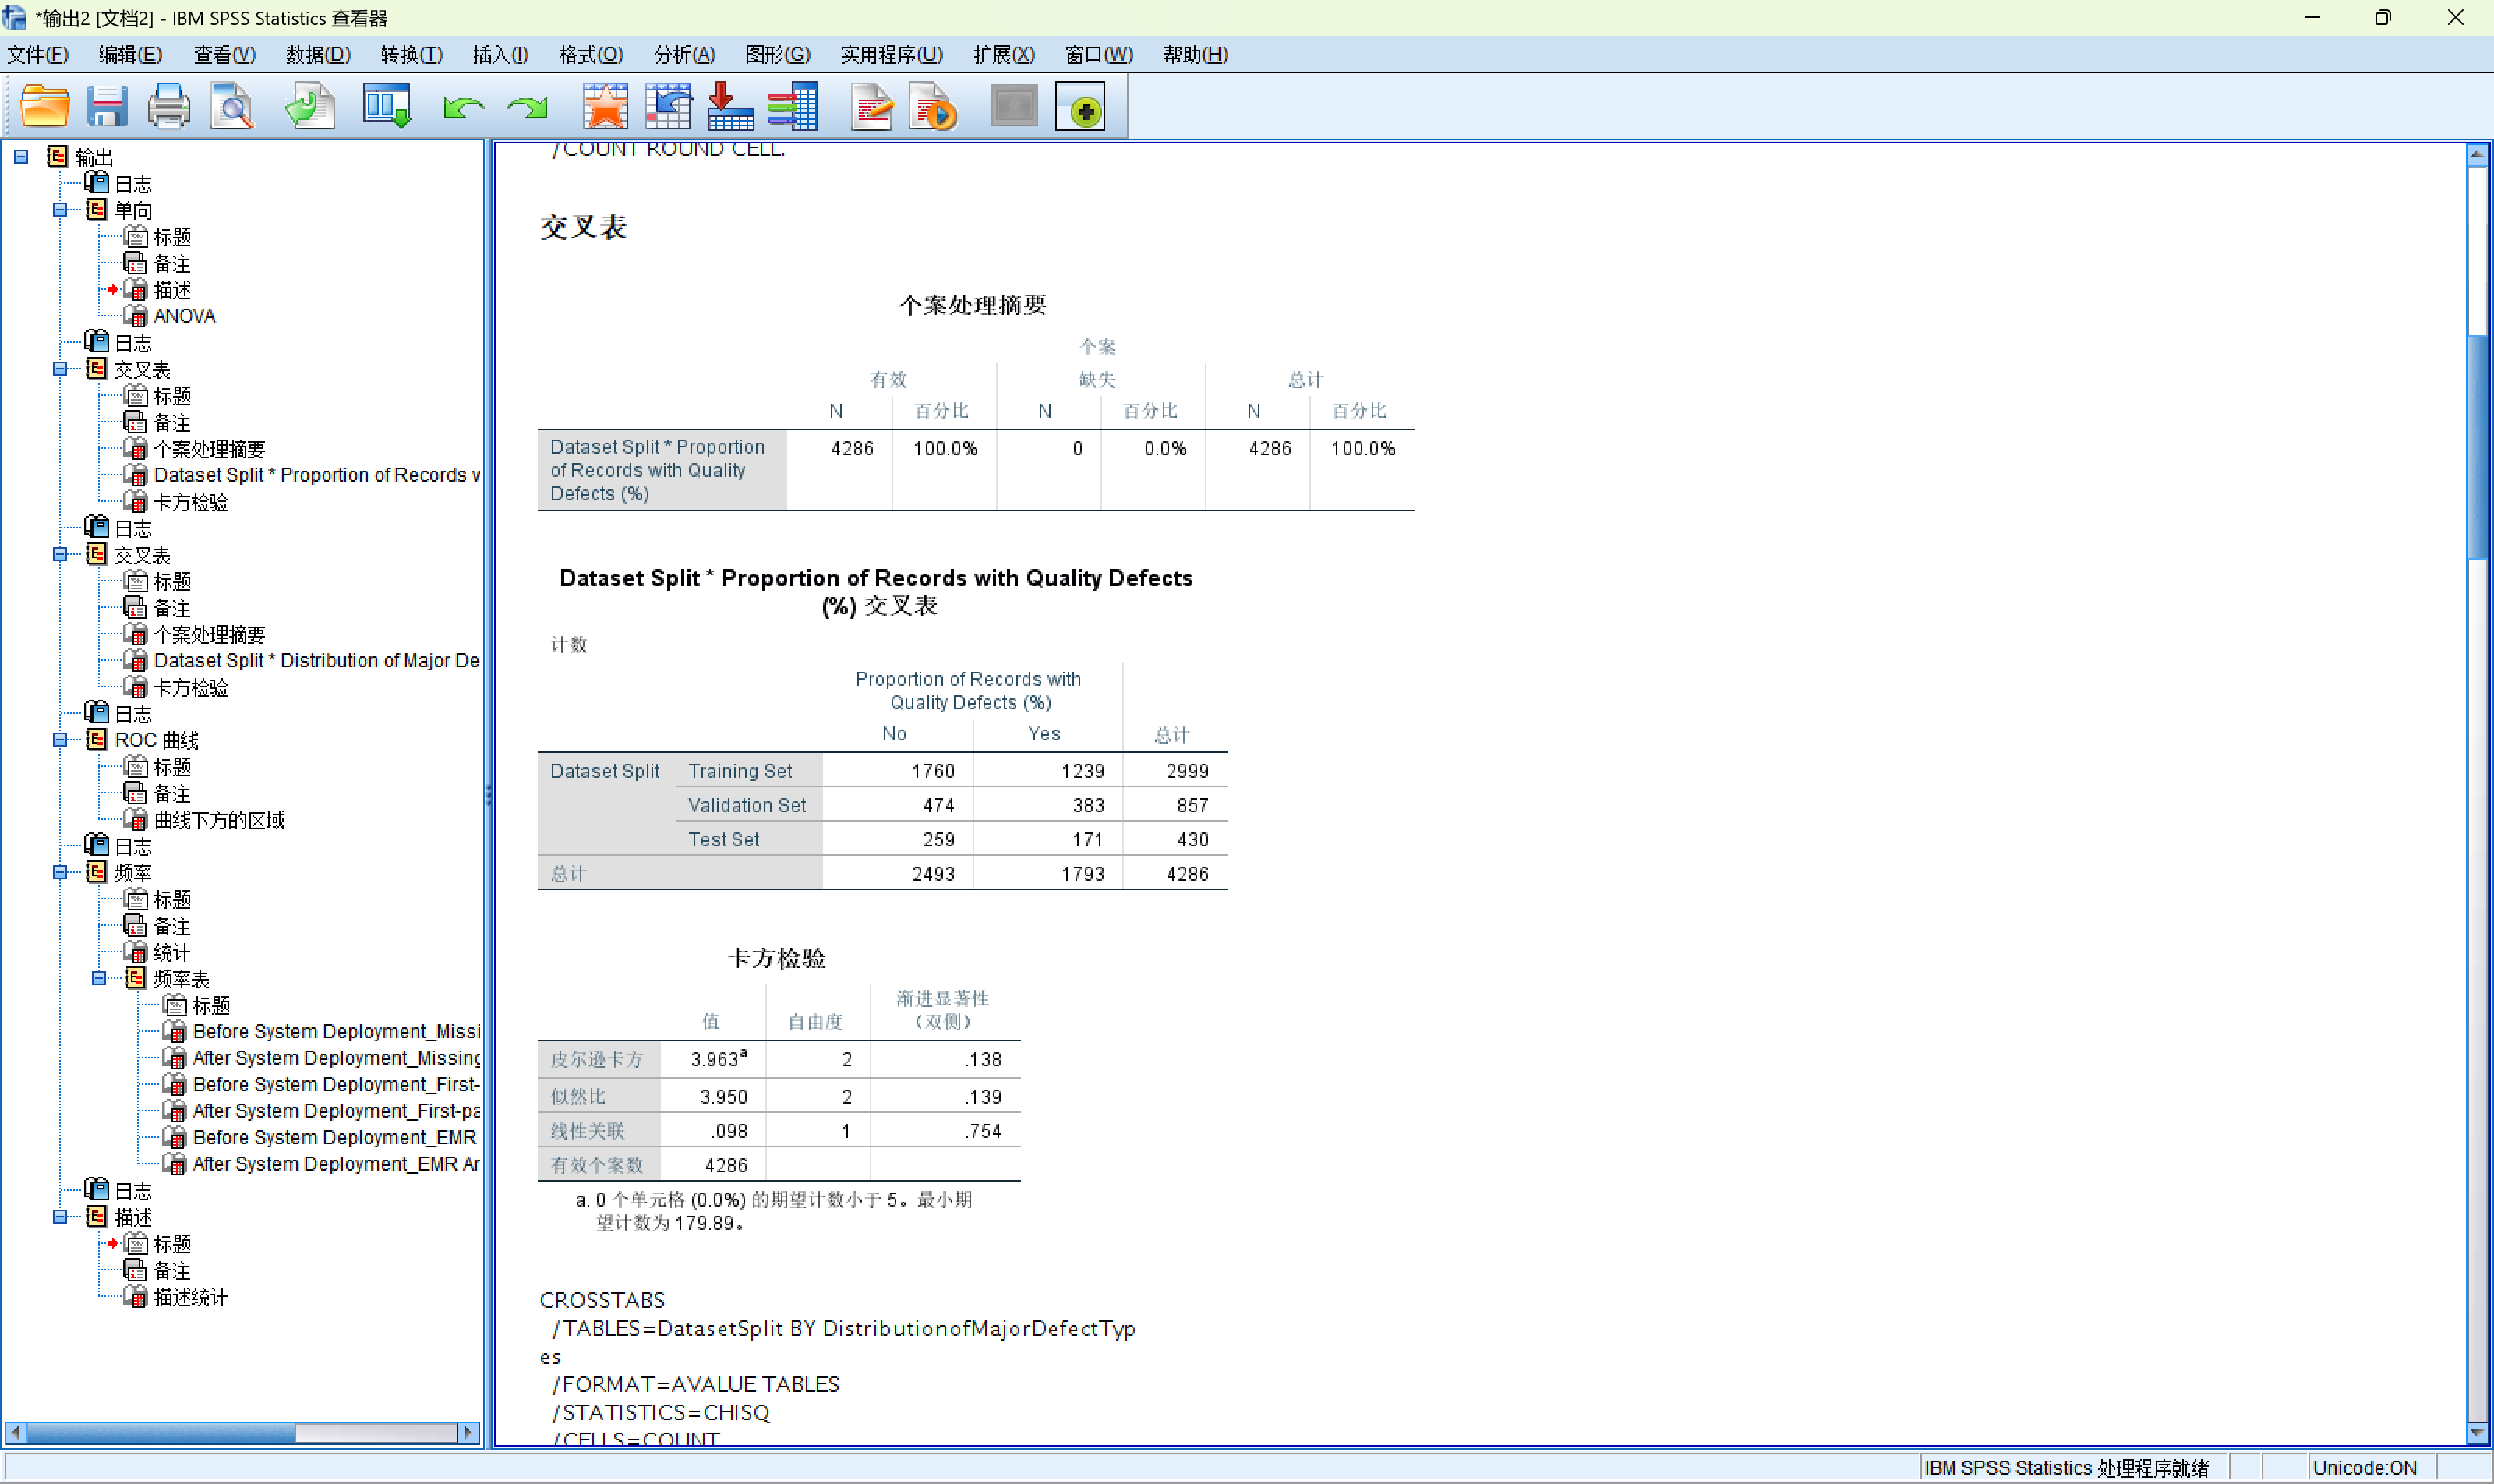 *输出2 [文档2] - IBM SPSS Statistics 查看器
文件(F) 编辑(E) 查看(V) 数据(D) 转换(T) 插入(I) 格式(O) 分析(A) 图形(G) 实用程序(U) 扩展(X) 窗口(W) 帮助(H)
输出
日志
单向
标题
备注
描述
ANOVA
日志
交叉表
标题
备注
个案处理摘要
Dataset Split * Proportion of Records w
卡方检验
日志
交叉表
标题
备注
个案处理摘要
Dataset Split * Distribution of Major De
卡方检验
日志
ROC 曲线
标题
备注
曲线下方的区域
日志
频率
标题
备注
统计
频率表
标题
Before System Deployment_Missi
After System Deployment_Missing
Before System Deployment_First-
After System Deployment_First-pa
Before System Deployment_EMR
After System Deployment_EMR Ar
日志
描述
标题
备注
描述统计
/COUNT ROUND CELL.
交叉表
个案处理摘要
个案
有效 缺失 总计
N 百分比 N 百分比 N 百分比
Dataset Split * Proportion 4286 100.0% 0 0.0% 4286 100.0%
of Records with Quality
Defects (%)
Dataset Split * Proportion of Records with Quality Defects
(%) 交叉表
计数
Proportion of Records with
Quality Defects (%)
No Yes 总计
Dataset Split Training Set 1760 1239 2999
Validation Set 474 383 857
Test Set 259 171 430
总计 2493 1793 4286
卡方检验
渐进显著性
值 自由度 （双侧）
皮尔逊卡方 3.963a 2 .138
似然比 3.950 2 .139
线性关联 .098 1 .754
有效个案数 4286
a. 0 个单元格 (0.0%) 的期望计数小于 5。最小期
望计数为 179.89。
CROSSTABS
/TABLES=DatasetSplit BY DistributionofMajorDefectTyp
es
/FORMAT=AVALUE TABLES
/STATISTICS=CHISQ
/CELLS=COUNT
IBM SPSS Statistics 处理程序就绪 Unicode:ON